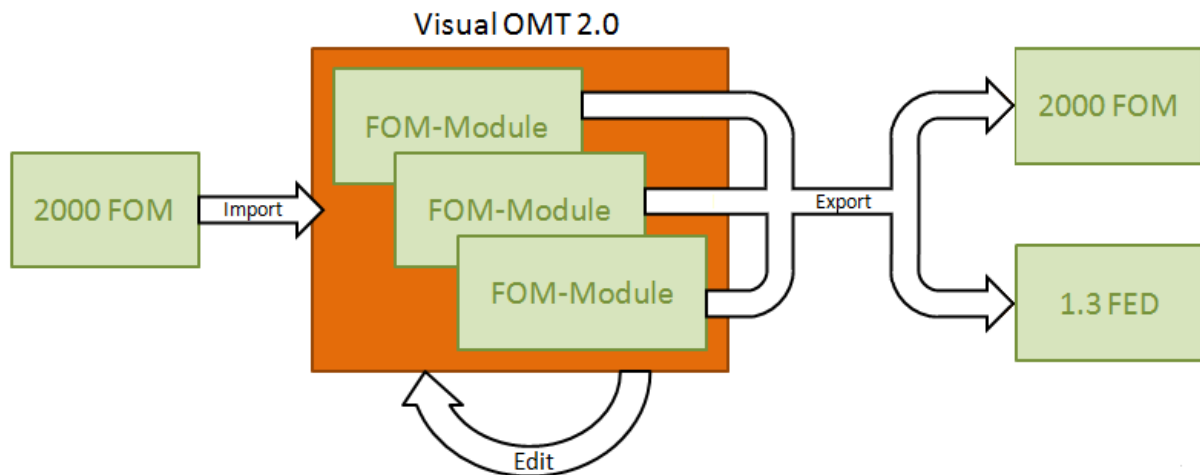 Visual OMT 2.0
FOM-Module
2000 FOM
2000 FOM
Import
FOM-Module
Export
FOM-Module
1.3 FED
Edit